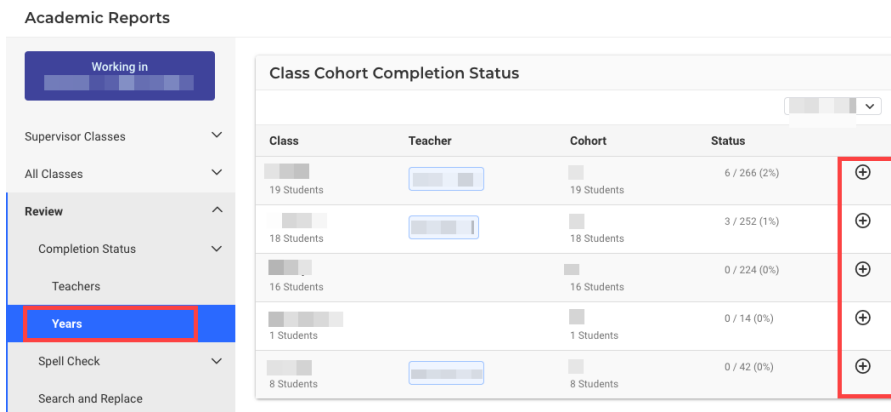 Academic Reports
Working in
Supervisor Classes
All Classes
Review
Completion Status
Teachers
Years
Spell Check
Search and Replace
Class Cohort Completion Status
Class Teacher Cohort Status
19 Students 19 Students 6 / 266 (2%)
18 Students 18 Students 3 / 252 (1%)
16 Students 16 Students 0 / 224 (0%)
1 Students 1 Students 0 / 14 (0%)
8 Students 8 Students 0 / 42 (0%)